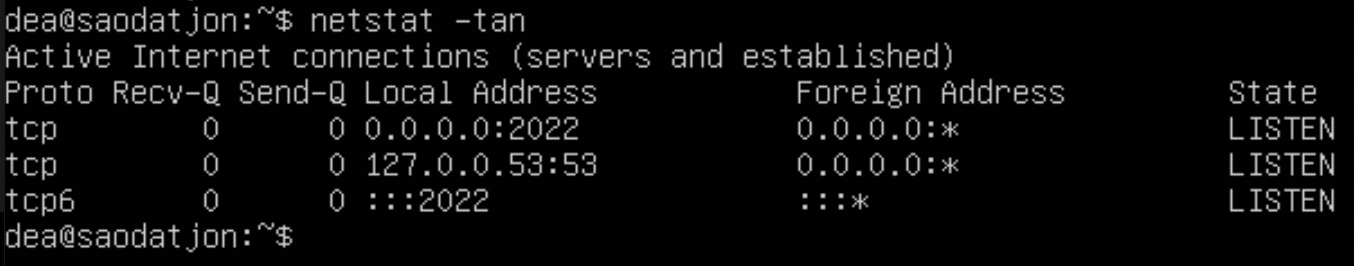 dea@saodatjon:~$ netstat -tan
Active Internet connections (servers and established)
Proto Recv-Q Send-Q Local Address           Foreign Address         State
tcp        0      0 0.0.0.0:2022            0.0.0.0:*               LISTEN
tcp        0      0 127.0.0.53:53           0.0.0.0:*               LISTEN
tcp6       0      0 :::2022                 :::*                    LISTEN
dea@saodatjon:~$